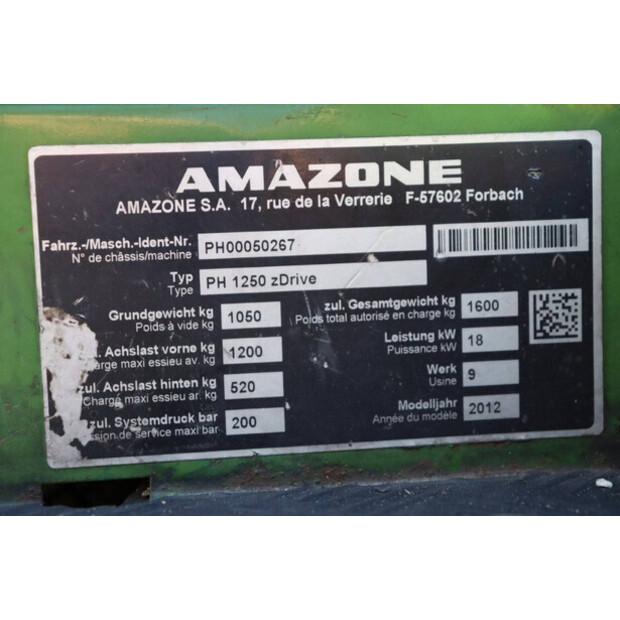 AMAZONE
AMAZONE S.A. 17, rue de la Verrerie F-57602 Forbach
Fahrz.-/Masch.-Ident-Nr.
N° de châssis/machine
PH00050267
Typ
Type
PH 1250 zDrive
Grundgewicht kg
Poids à vide kg
1050
zul. Gesamtgewicht kg
Poids total autorisé en charge kg
1600
Achslast vorne kg
maxi essieu av. kg
1200
Leistung kW
Puissance kW
18
zul. Achslast hinten kg
Charge maxi essieu ar. kg
520
Werk
Usine
9
zul. Systemdruck bar
de service maxi bar
200
Modelljahr
Année du modèle
2012